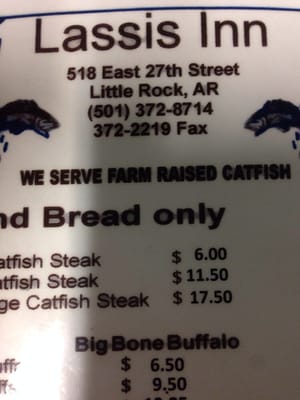 Lassis Inn
518 East 27th Street
Little Rock, AR
(501) 372-8714
372-2219 Fax
WE SERVE FARM RAISED CATFISH
nd Bread only
atfish Steak $ 6.00
atfish Steak $ 11.50
ge Catfish Steak $ 17.50
Big Bone Buffalo
$ 6.50
$ 9.50